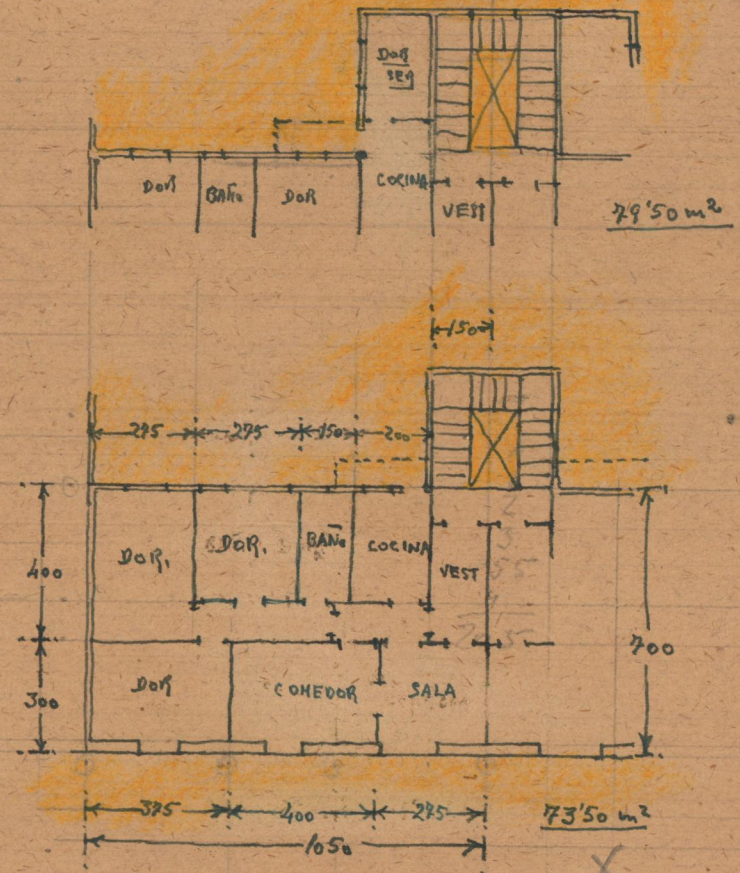 DOR
SER
DOR
BAÑO
DOR
COCINA
VEST
79'50 m²
150
275
275
150
200
DOR.
DOR.
BAÑO
COCINA
VEST
400
300
700
DOR
COMEDOR
SALA
375
400
275
73'50 m²
1050